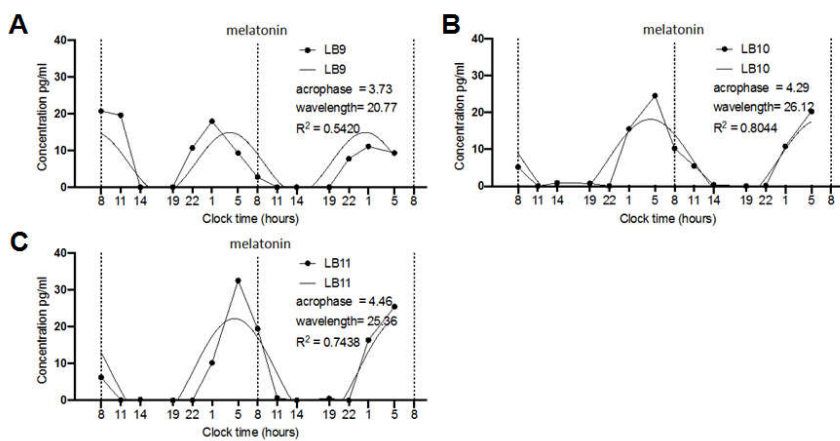 A
melatonin
LB9
LB9
acrophase = 3.73
wavelength= 20.77
R² = 0.5420
Concentration pg/ml
40
30
20
10
0
8 11 14 19 22 1 5 8 11 14 19 22 1 5 8
Clock time (hours)
B
melatonin
LB10
LB10
acrophase = 4.29
wavelength= 26.12
R² = 0.8044
Concentration pg/ml
40
30
20
10
0
8 11 14 19 22 1 5 8 11 14 19 22 1 5 8
Clock time (hours)
C
melatonin
LB11
LB11
acrophase = 4.46
wavelength= 25.36
R² = 0.7438
Concentration pg/ml
40
30
20
10
0
8 11 14 19 22 1 5 8 11 14 19 22 1 5 8
Clock time (hours)